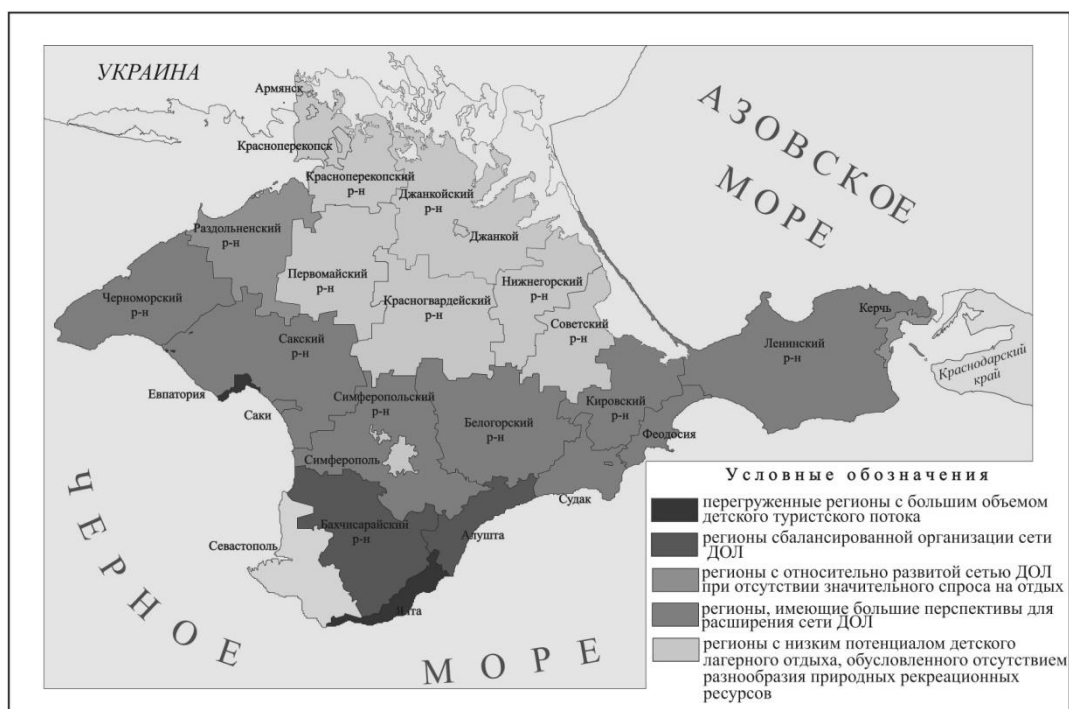 УКРАИНА
Армянск
АЗОВСКОЕ
МОРЕ
Красноперекопск
Красноперекопский
р-н
Джанкойский
р-н
Раздольненский
р-н
Джанкой
Первомайский
р-н
Нижнегорский
р-н
Черноморский
р-н
Красногвардейский
р-н
Керчь
Советский
р-н
Сакский
р-н
Ленинский
р-н
Краснодарский
край
Евпатория
Симферопольский
р-н
Кировский
р-н
Саки
Белогорский
р-н
Феодосия
Симферополь
Судак
Бахчисарайский
р-н
Алушта
Севастополь
Ялта
ЧЕРНОЕ
МОРЕ
Условные обозначения
перегруженные регионы с большим объемом
детского туристского потока
регионы сбалансированной организации сети
ДОЛ
регионы с относительно развитой сетью ДОЛ
при отсутствии значительного спроса на отдых
регионы, имеющие большие перспективы для
расширения сети ДОЛ
регионы с низким потенциалом детского
лагерного отдыха, обусловленного отсутствием
разнообразия природных рекреационных
ресурсов